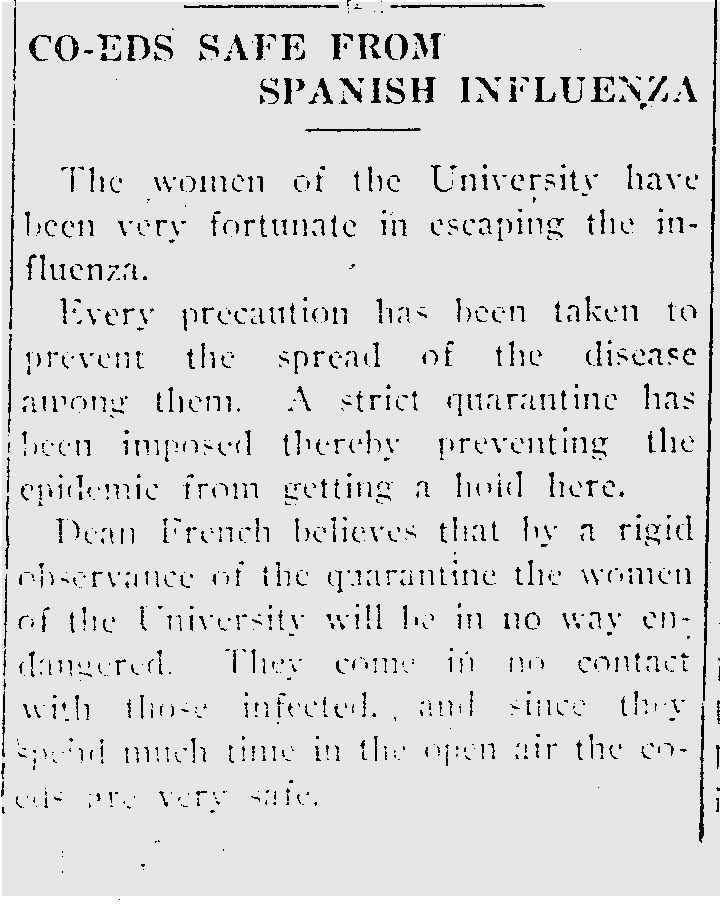 CO-EDS SAFE FROM
SPANISH INFLUENZA
The women of the University have
been very fortunate in escaping the in-
fluenza.
Every precaution has been taken to
prevent the spread of the disease
among them. A strict quarantine has
been imposed thereby preventing the
epidemic from getting a hold here.
Dean French believes that by a rigid
observance of the quarantine the women
of the University will be in no way en-
dangered. They come in no contact
with those infected, and since they
spend much time in the open air the co-
eds are very safe.